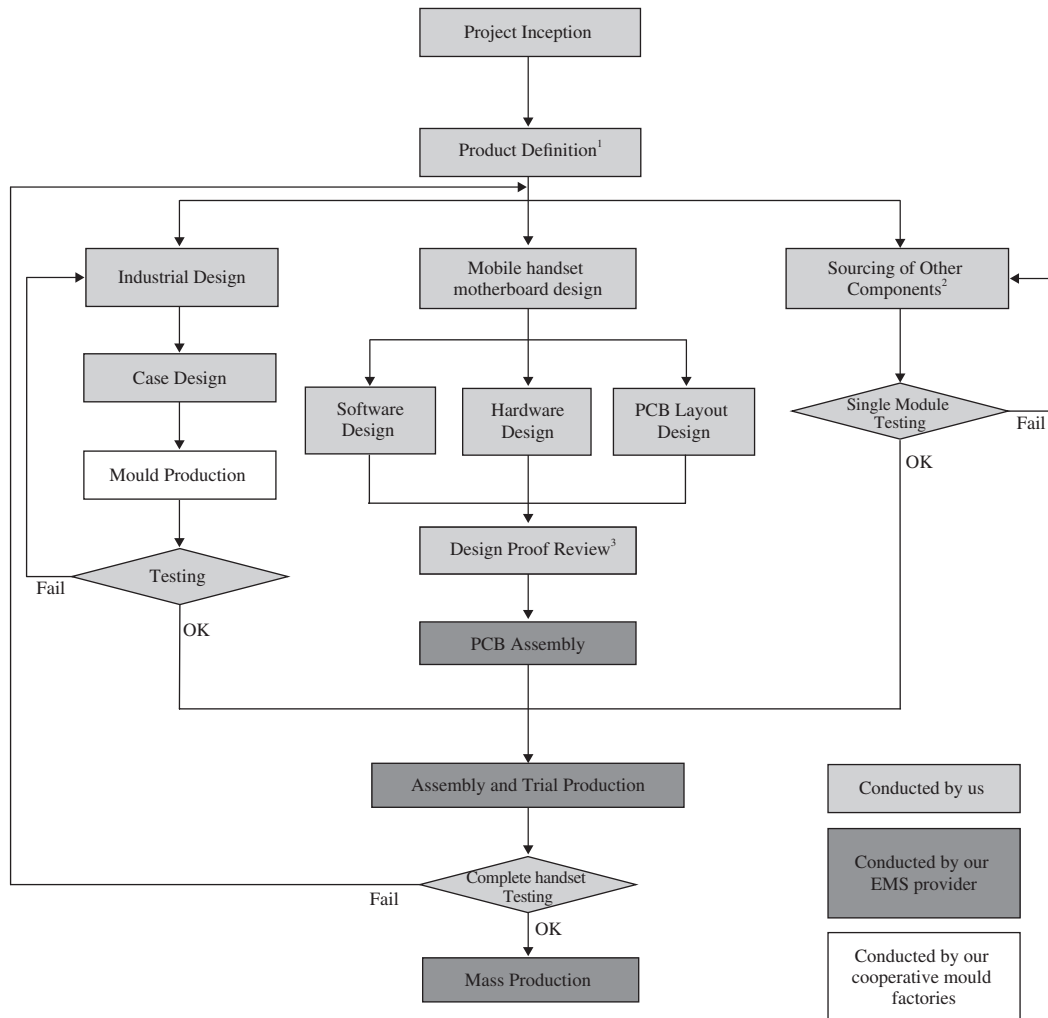 Project Inception
Product Definition1
Industrial Design
Mobile handset
motherboard design
Sourcing of Other
Components2
Case Design
Software
Design
Hardware
Design
PCB Layout
Design
Single Module
Testing
Fail
OK
Mould Production
Design Proof Review3
Testing
Fail
OK
PCB Assembly
Assembly and Trial Production
Complete handset
Testing
Fail
OK
Mass Production
Conducted by us
Conducted by our
EMS provider
Conducted by our
cooperative mould
factories